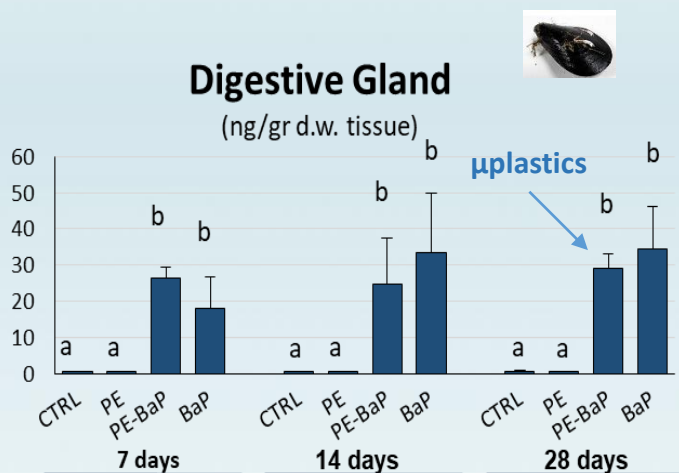 Digestive Gland
(ng/gr d.w. tissue)
60
50
40
30
20
10
0
a
a
b
b
a
a
b
b
a
a
b
b
µplastics
CTRL
PE
PE-BaP
BaP
CTRL
PE
PE-BaP
BaP
CTRL
PE
PE-BaP
BaP
7 days
14 days
28 days